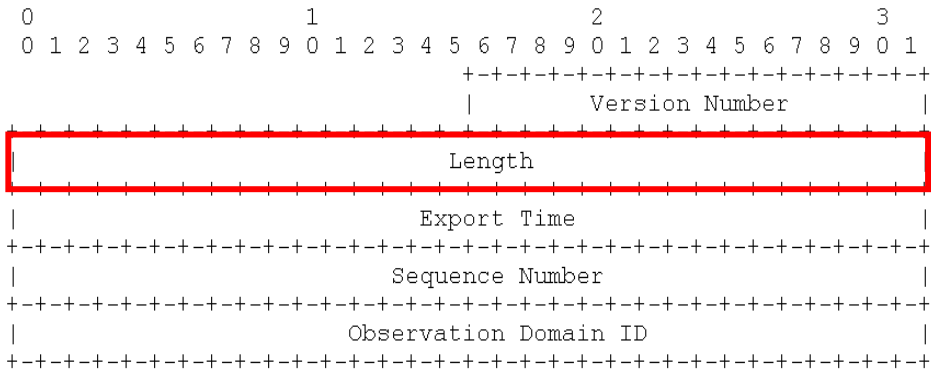 0 1 2 3
0 1 2 3 4 5 6 7 8 9 0 1 2 3 4 5 6 7 8 9 0 1 2 3 4 5 6 7 8 9 0 1
+-+-+-+-+-+-+-+-+-+-+-+-+-+-+-+-+
| Version Number |
+-+-+-+-+-+-+-+-+-+-+-+-+-+-+-+-+-+-+-+-+-+-+-+-+-+-+-+-+-+-+-+-+
| Length |
+-+-+-+-+-+-+-+-+-+-+-+-+-+-+-+-+-+-+-+-+-+-+-+-+-+-+-+-+-+-+-+-+
| Export Time |
+-+-+-+-+-+-+-+-+-+-+-+-+-+-+-+-+-+-+-+-+-+-+-+-+-+-+-+-+-+-+-+-+
| Sequence Number |
+-+-+-+-+-+-+-+-+-+-+-+-+-+-+-+-+-+-+-+-+-+-+-+-+-+-+-+-+-+-+-+-+
| Observation Domain ID |
+-+-+-+-+-+-+-+-+-+-+-+-+-+-+-+-+-+-+-+-+-+-+-+-+-+-+-+-+-+-+-+-+